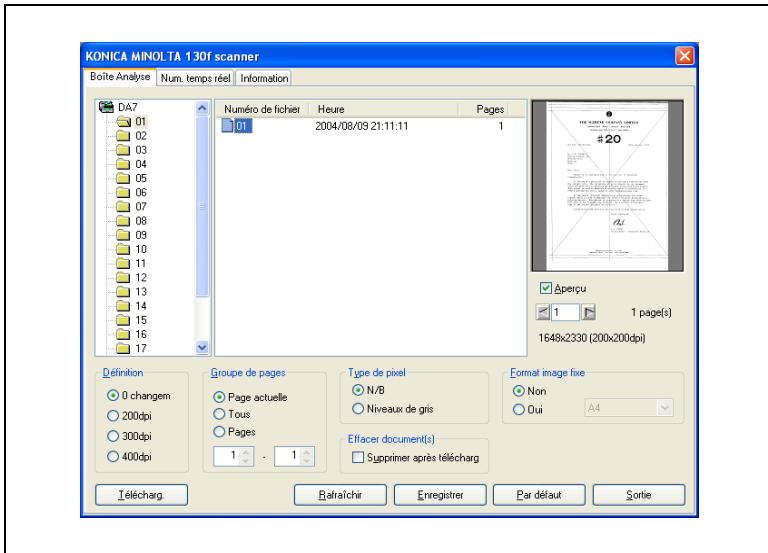 KONICA MINOLTA 130f scanner
Boîte Analyse Num. temps réel Information
DA7
01
02
03
04
05
06
07
08
09
10
11
12
13
14
15
16
17
Numéro de fichier Heure Pages
01 2004/08/09 21:11:11 1
THE SLEREXE COMPANY LIMITED
#20
Aperçu
1 1 page(s)
1648x2330 (200x200dpi)
Définition
0 changem
200dpi
300dpi
400dpi
Groupe de pages
Page actuelle
Tous
Pages
1 - 1
Type de pixel
N/B
Niveaux de gris
Effacer document(s)
Supprimer après télécharg
Format image fixe
Non
Oui A4
Télécharg. Rafraîchir Enregistrer Par défaut Sortie